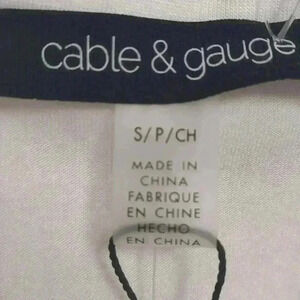 cable & gauge
S/P/CH
MADE IN
CHINA
FABRIQUE
EN CHINE
HECHO
EN CHINA